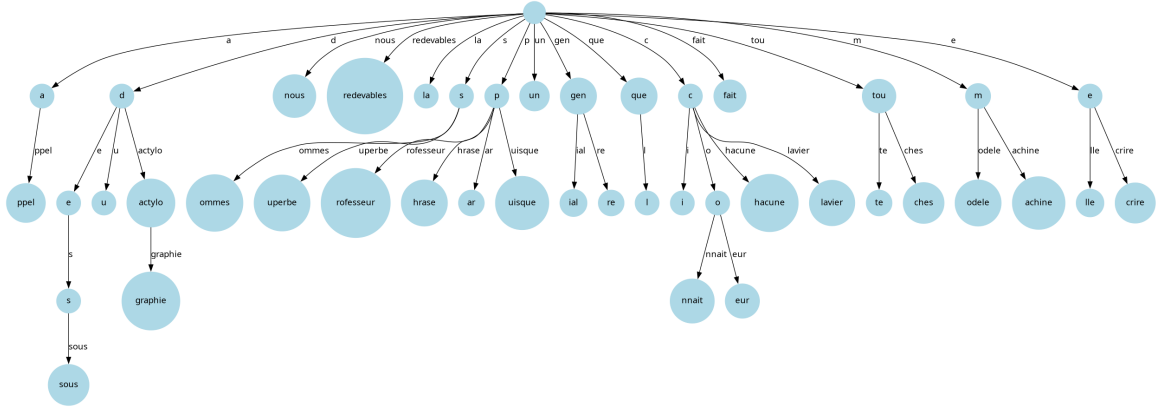 a d nous redevables la s p un gen que c fait tou m e
a d nous redevables la s p un gen que c fait tou m e
ppel e u actylo ommes uperbe rofesseur hrase ar uisque ial re l i o hacune lavier te ches odele achine lle crire
ppel e u actylo ommes uperbe rofesseur hrase ar uisque ial re l i o hacune lavier te ches odele achine lle crire
s graphie nnait eur
s graphie nnait eur
sous
sous